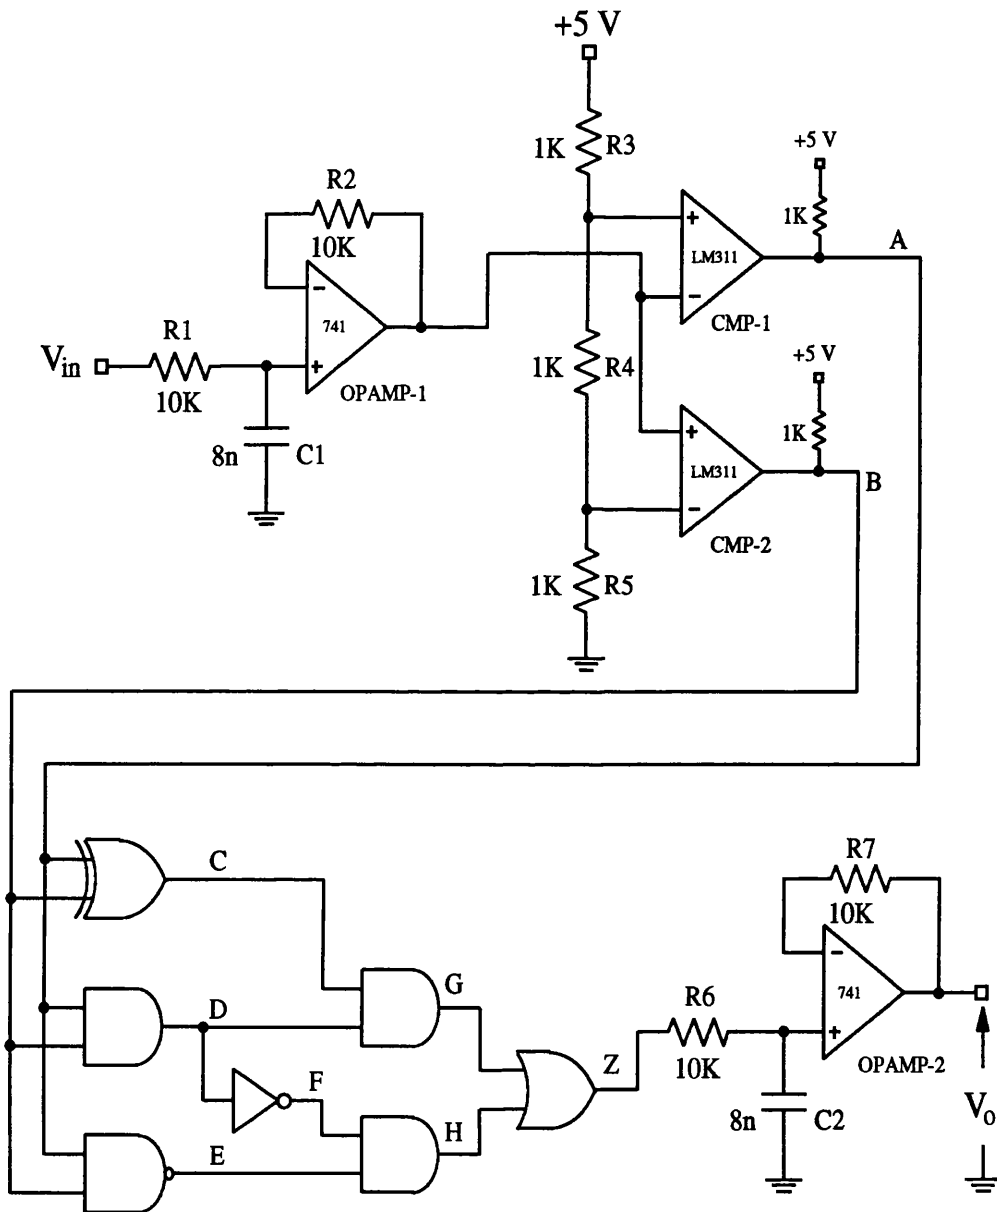 +5 V
1K R3
+5 V
R2
10K
1K
+
LM311
A
-
741
CMP-1
R1
+
Vin
10K
OPAMP-1
1K R4
+5 V
8n C1
1K
+
LM311
B
-
CMP-2
1K R5
C
R7
10K
-
D
G
R6
741
+
10K
OPAMP-2
Z
F
8n C2
Vo
H
E